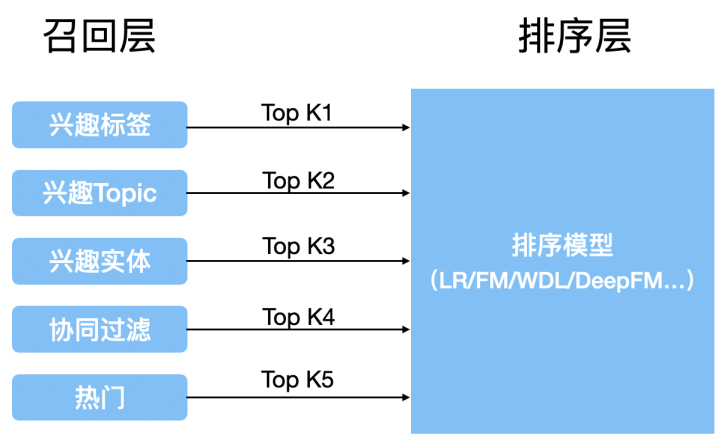 召回层
排序层
兴趣标签
Top K1
兴趣Topic
Top K2
兴趣实体
Top K3
协同过滤
Top K4
热门
Top K5
排序模型
（LR/FM/WDL/DeepFM…）